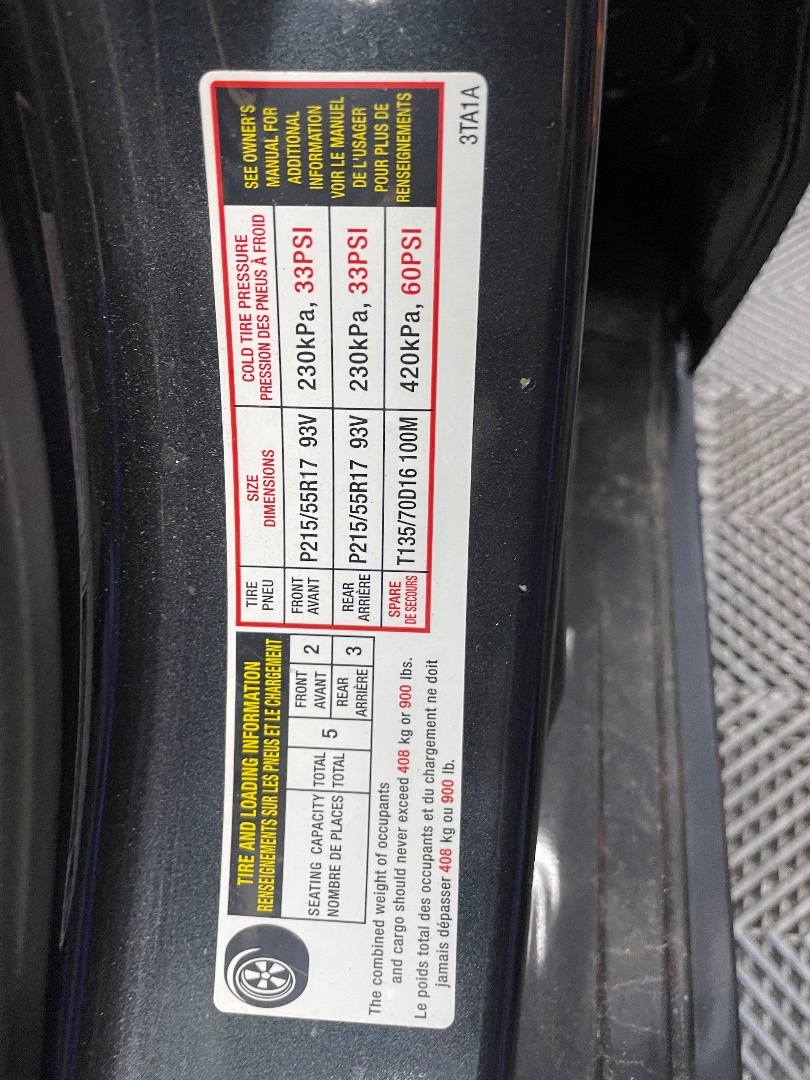 TIRE AND LOADING INFORMATION
RENSEIGNEMENTS SUR LES PNEUS ET LE CHARGEMENT
SEATING CAPACITY TOTAL 5 FRONT 2
NOMBRE DE PLACES TOTAL AVANT
REAR 3
ARRIÈRE
The combined weight of occupants
and cargo should never exceed 408 kg or 900 lbs.
Le poids total des occupants et du chargement ne doit
jamais dépasser 408 kg ou 900 lb.
TIRE SIZE COLD TIRE PRESSURE
PNEU DIMENSIONS PRESSION DES PNEUS À FROID
FRONT P215/55R17 93V 230kPa, 33PSI
AVANT
REAR P215/55R17 93V 230kPa, 33PSI
ARRIÈRE
SPARE T135/70D16 100M 420kPa, 60PSI
DE SECOURS
SEE OWNER'S
MANUAL FOR
ADDITIONAL
INFORMATION
VOIR LE MANUEL
DE L'USAGER
POUR PLUS DE
RENSEIGNEMENTS
3TA1A